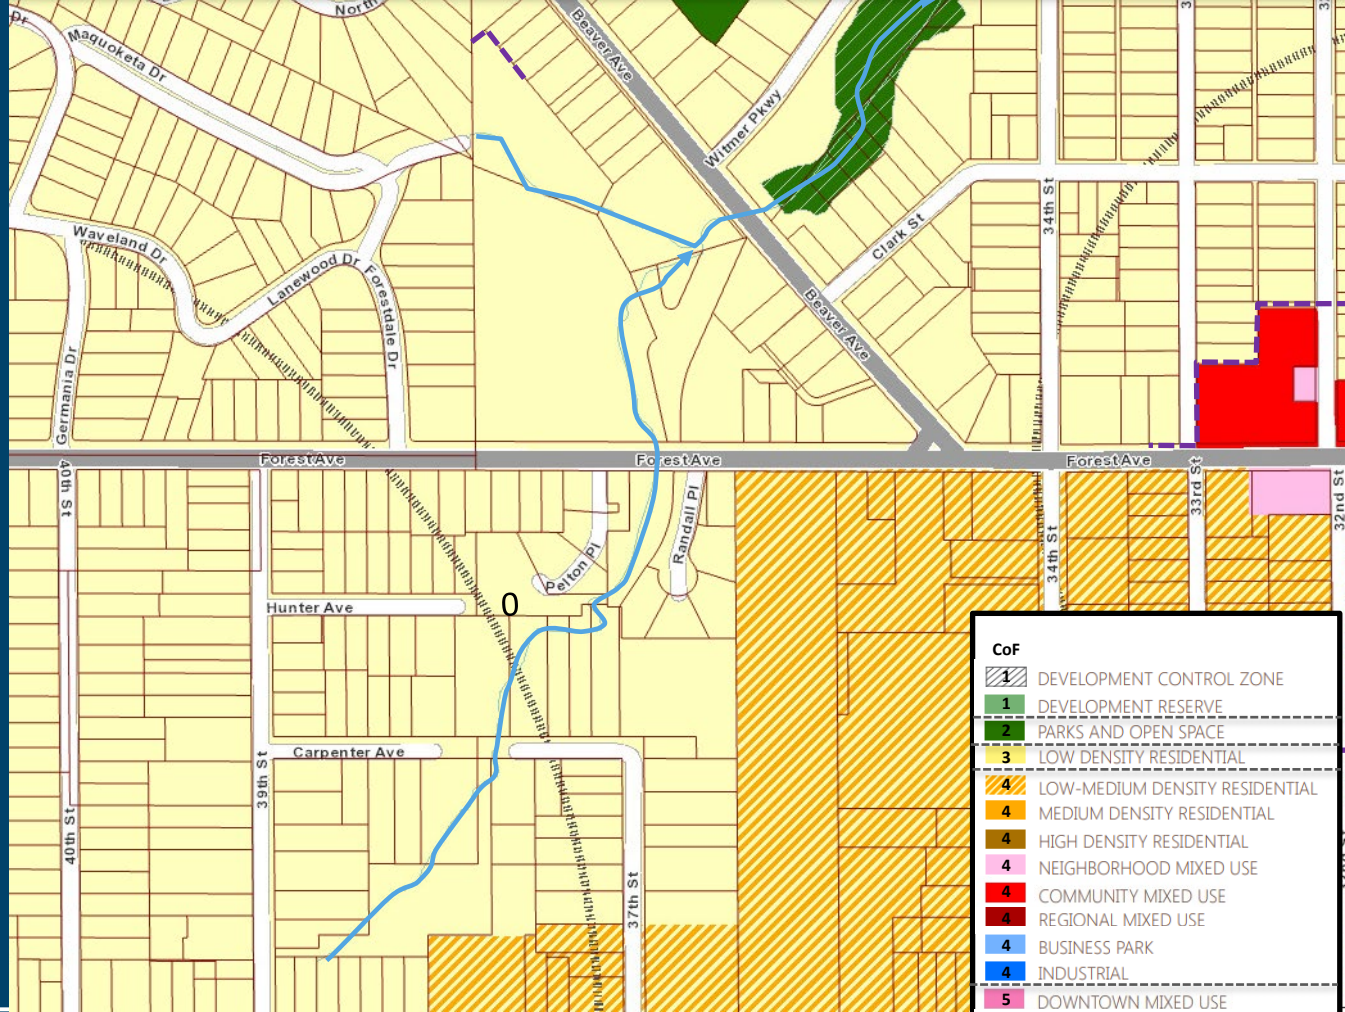 Dr
North
Maquoketa Dr
Beaver Ave
Witmer Pkwy
34th St
Clark St
Waveland Dr
Lanewood Dr
Forestdale Dr
Beaver Ave
Germania Dr
Forest Ave
Forest Ave
Forest Ave
40th St
33rd St
32nd St
Randall Pl
Pelton Pl
34th St
Hunter Ave
0
Carpenter Ave
39th St
40th St
37th St
CoF
1 DEVELOPMENT CONTROL ZONE
1 DEVELOPMENT RESERVE
2 PARKS AND OPEN SPACE
3 LOW DENSITY RESIDENTIAL
4 LOW-MEDIUM DENSITY RESIDENTIAL
4 MEDIUM DENSITY RESIDENTIAL
4 HIGH DENSITY RESIDENTIAL
4 NEIGHBORHOOD MIXED USE
4 COMMUNITY MIXED USE
4 REGIONAL MIXED USE
4 BUSINESS PARK
4 INDUSTRIAL
5 DOWNTOWN MIXED USE